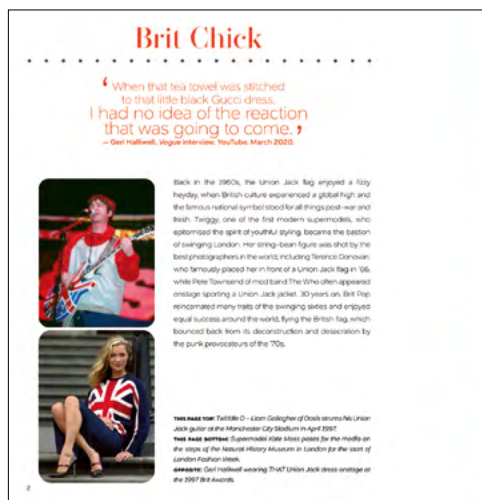 Brit Chick
‘ When that tea towel was stitched
to that little black Gucci dress,
I had no idea of the reaction
that was going to come. ’
— Geri Halliwell, Vogue interview, YouTube, March 2020.
Back in the 1960s, the Union Jack flag enjoyed a fizzy
heyday, when British culture experienced a global high and
the famous national symbol stood for all things post-war and
fresh. Twiggy, one of the first modern supermodels, who
epitomised the spirit of youthful styling, became the bastion
of swinging London. Her string-bean figure was shot by the
best photographers in the world, including Terence Donovan,
who famously placed her in front of a Union Jack flag in ’66,
while Pete Townsend of mod band The Who often appeared
onstage sporting a Union Jack jacket. 30 years on, Brit Pop
reincarnated many traits of the swinging sixties and enjoyed
equal success around the world, flying the British flag, which
bounced back from its deconstruction and desecration by
the punk provocateurs of the ’70s.
THIS PAGE TOP: Twiddle D – Liam Gallagher of Oasis strums his Union
Jack guitar at the Manchester City Stadium in April 1997.
THIS PAGE BOTTOM: Supermodel Kate Moss poses for the media on
the steps of the Natural History Museum in London for the start of
London Fashion Week.
OPPOSITE: Geri Halliwell wearing THAT Union Jack dress onstage at
the 1997 Brit Awards.
2